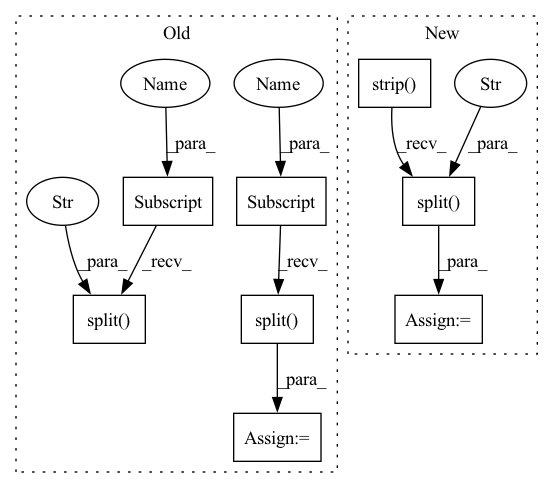 Old
New
Name
Name
strip()
Str
_para_
_para_
_recv_
_para_
Str
Subscript
Subscript
split()
_para_
_recv_
_recv_
_para_
split()
split()
Assign:=
_para_
Assign:=